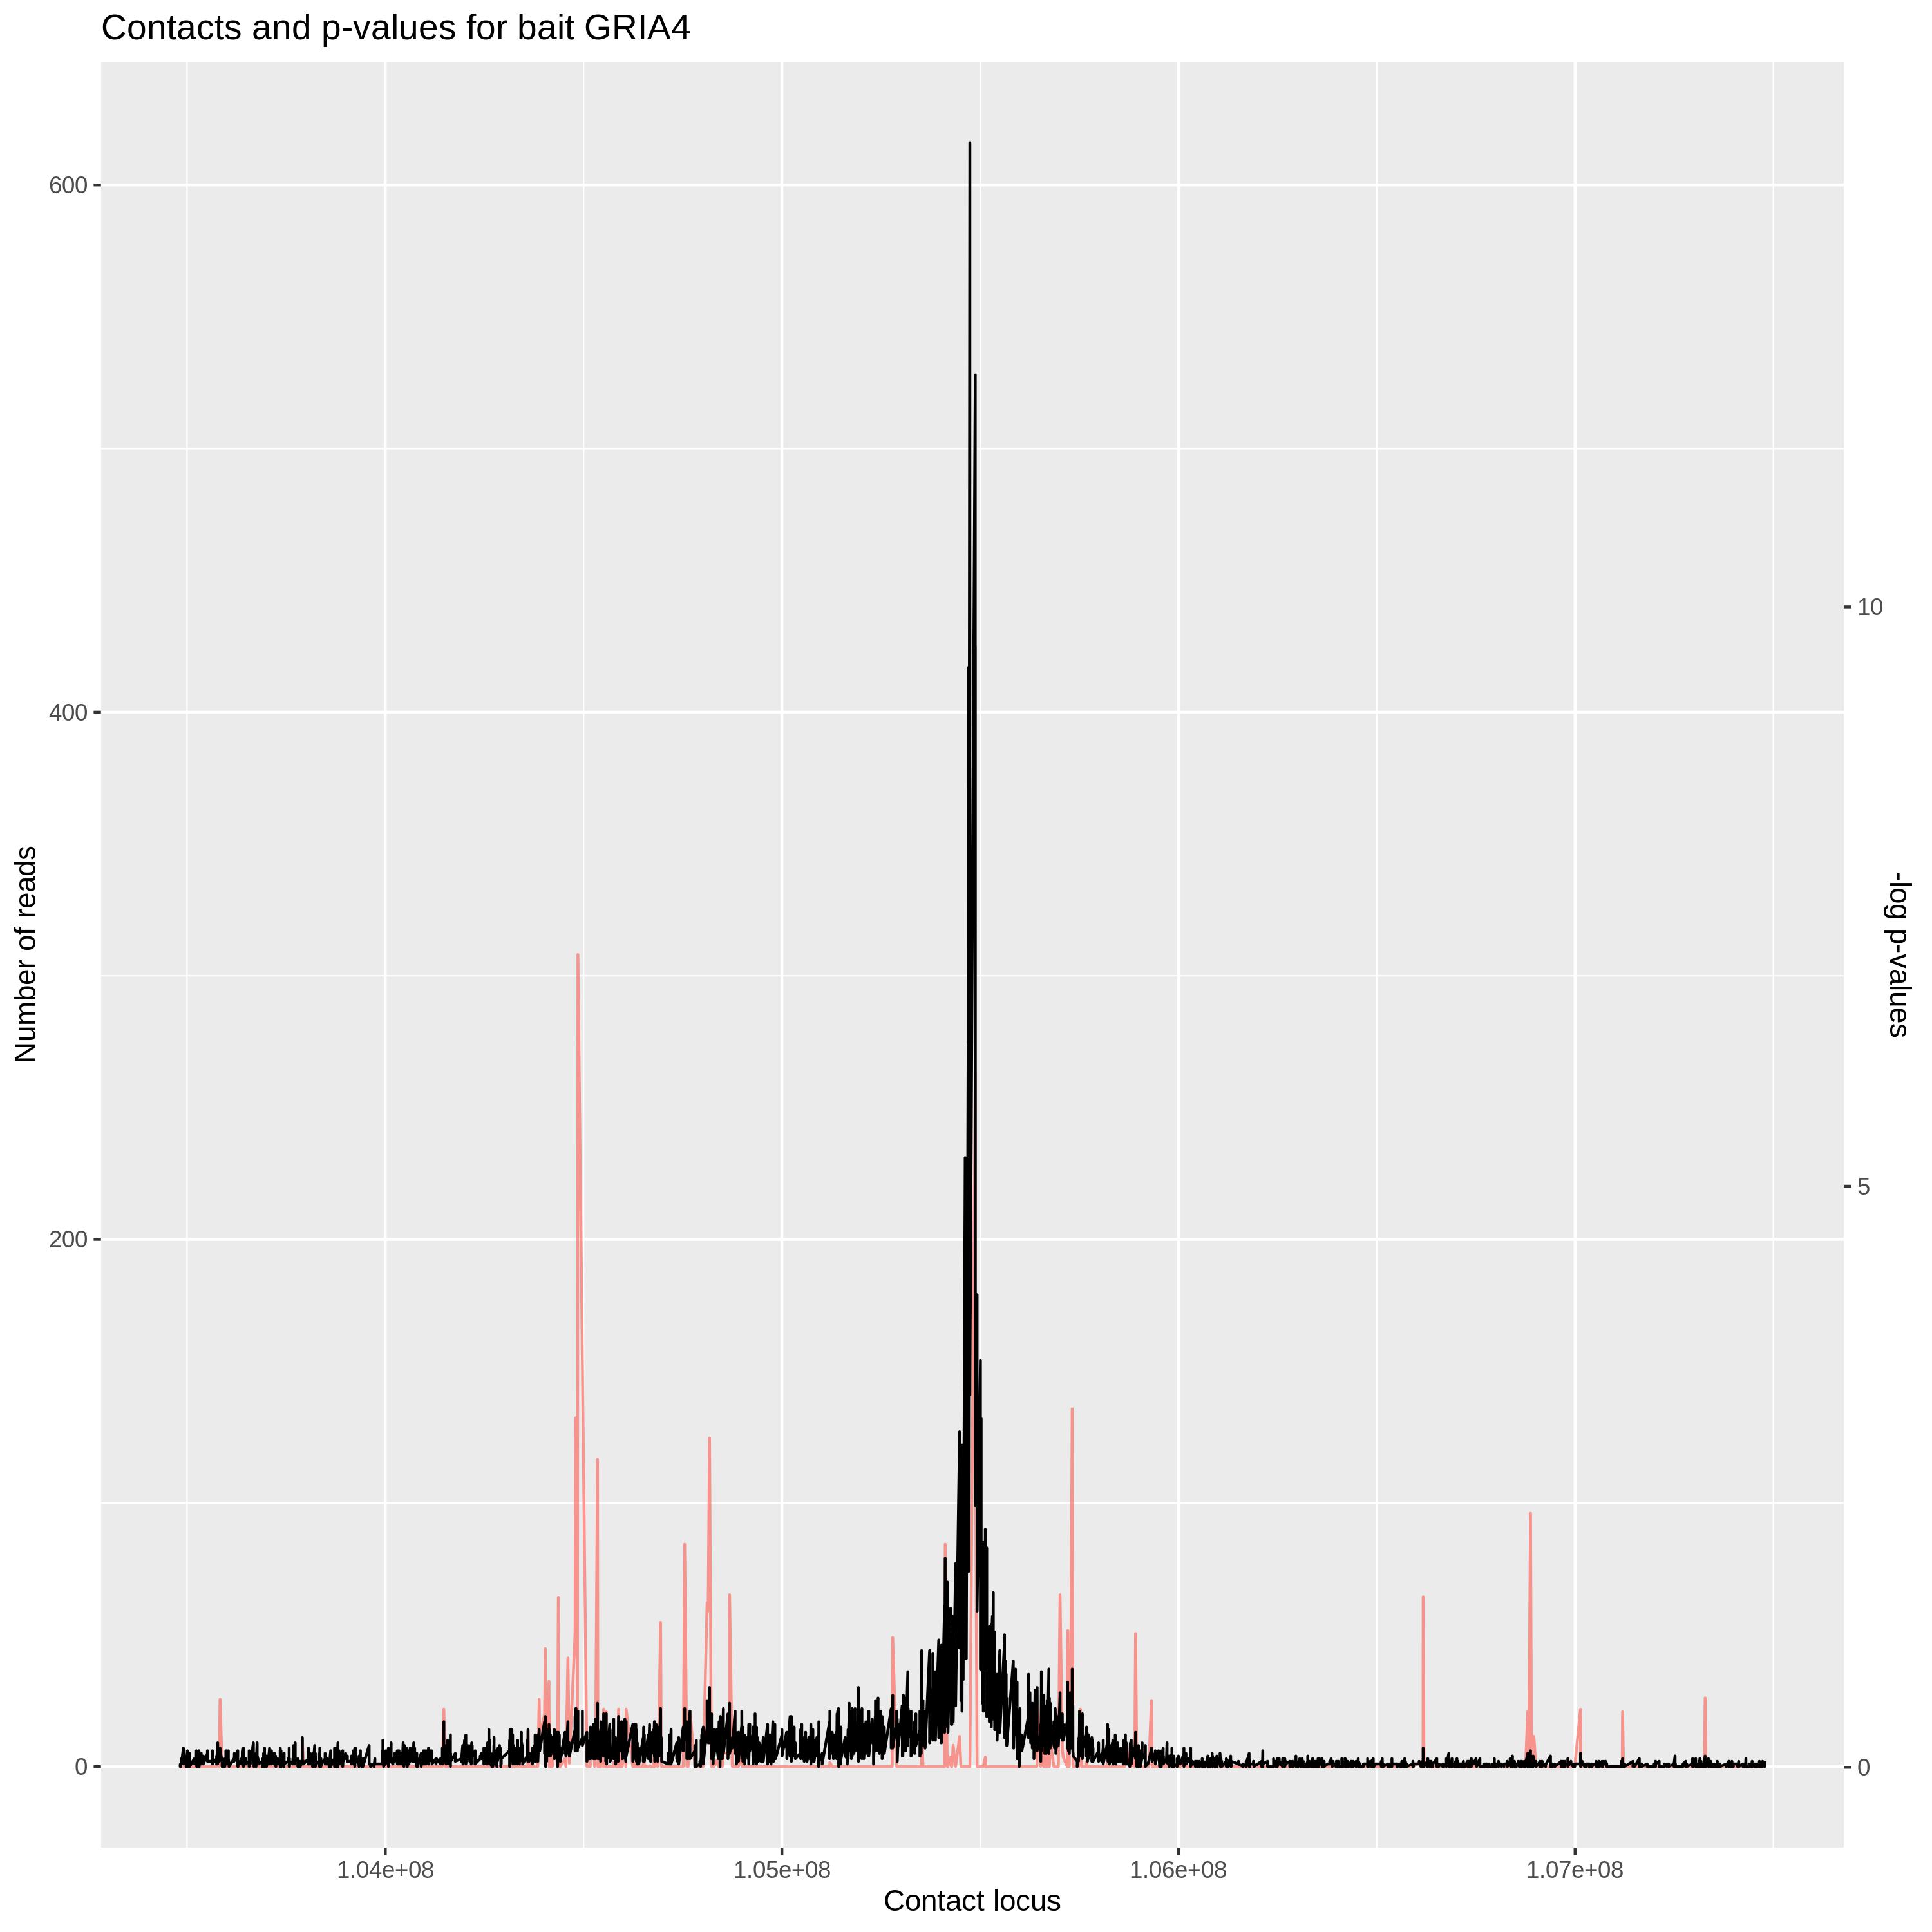 Contacts and p-values for bait GRIA4
600
400
200
0
10
5
0
Number of reads
-log p-values
1.04e+08 1.05e+08 1.06e+08 1.07e+08
Contact locus